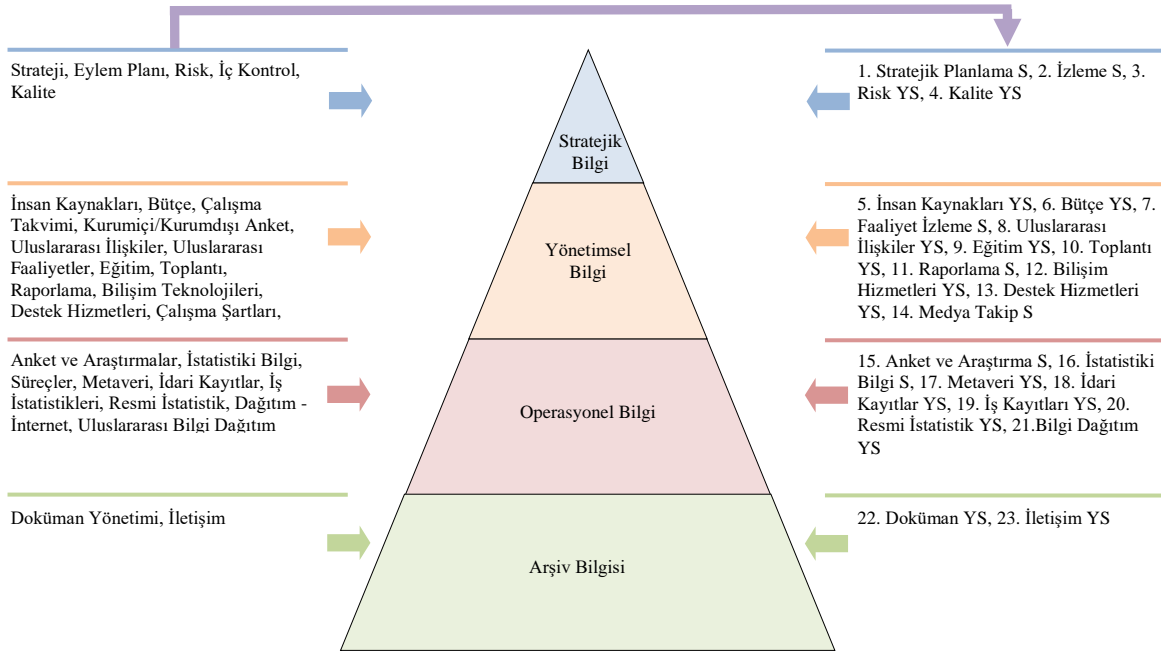 Strateji, Eylem Planı, Risk, İç Kontrol,
Kalite
1. Stratejik Planlama S, 2. İzleme S, 3.
Risk YS, 4. Kalite YS
Stratejik
Bilgi
İnsan Kaynakları, Bütçe, Çalışma
Takvimi, Kurumiçi/Kurumdışı Anket,
Uluslararası İlişkiler, Uluslararası
Faaliyetler, Eğitim, Toplantı,
Raporlama, Bilişim Teknolojileri,
Destek Hizmetleri, Çalışma Şartları,
5. İnsan Kaynakları YS, 6. Bütçe YS, 7.
Faaliyet İzleme S, 8. Uluslararası
İlişkiler YS, 9. Eğitim YS, 10. Toplantı
YS, 11. Raporlama S, 12. Bilişim
Hizmetleri YS, 13. Destek Hizmetleri
YS, 14. Medya Takip S
Yönetimsel
Bilgi
Anket ve Araştırmalar, İstatistiki Bilgi,
Süreçler, Metaveri, İdari Kayıtlar, İş
İstatistikleri, Resmi İstatistik, Dağıtım -
İnternet, Uluslararası Bilgi Dağıtım
15. Anket ve Araştırma S, 16. İstatistiki
Bilgi S, 17. Metaveri YS, 18. İdari
Kayıtlar YS, 19. İş Kayıtları YS, 20.
Resmi İstatistik YS, 21.Bilgi Dağıtım
YS
Operasyonel Bilgi
Doküman Yönetimi, İletişim
22. Doküman YS, 23. İletişim YS
Arşiv Bilgisi